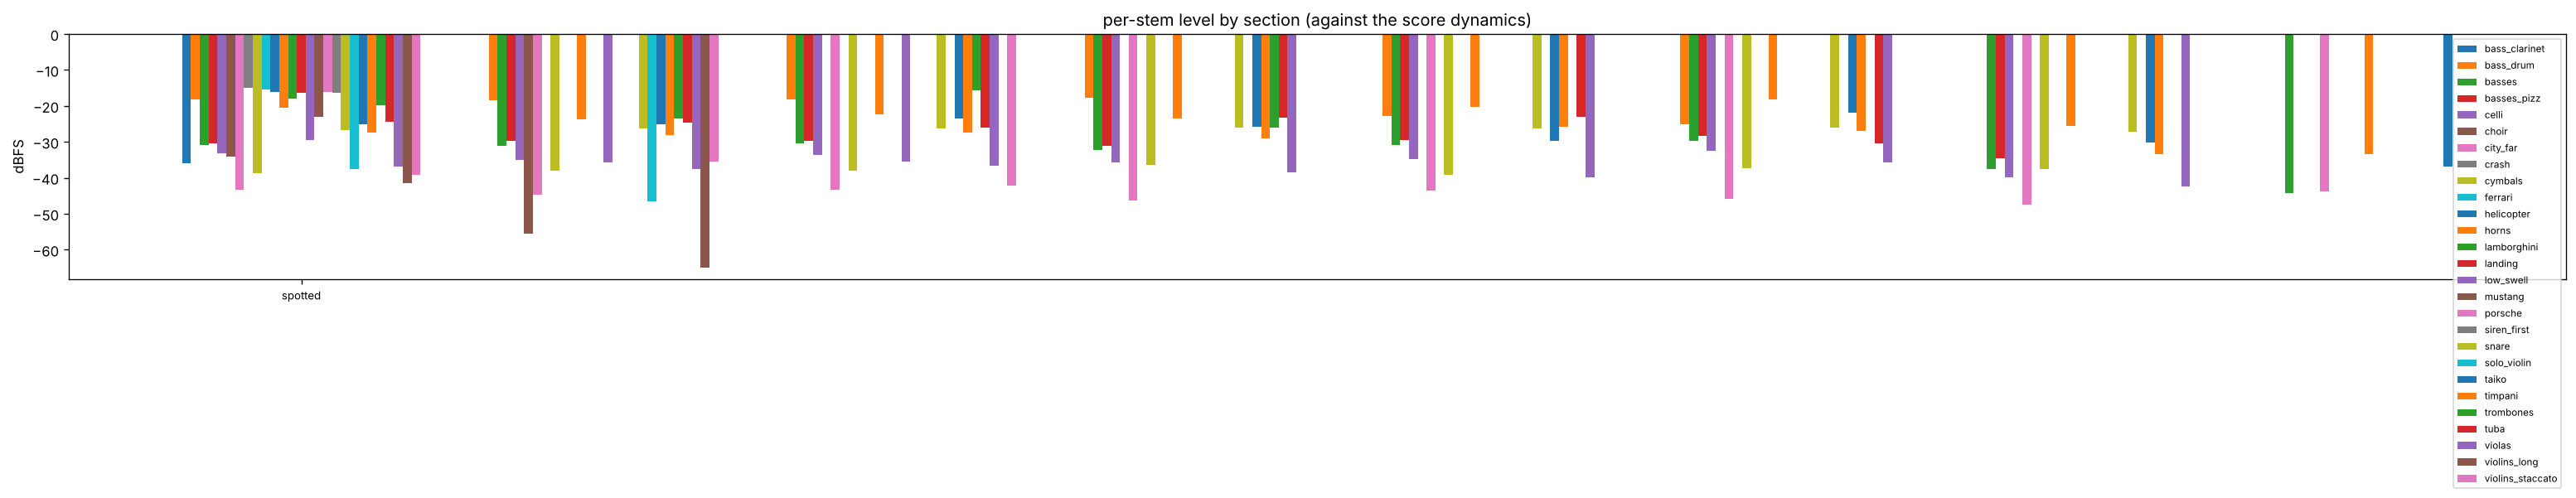 per-stem level by section (against the score dynamics)
0
−10
−20
−30
−40
−50
−60
dBFS
spotted
bass_clarinet
bass_drum
basses
basses_pizz
celli
choir
city_far
crash
cymbals
ferrari
helicopter
horns
lamborghini
landing
low_swell
mustang
porsche
siren_first
snare
solo_violin
taiko
timpani
trombones
tuba
violas
violins_long
violins_staccato